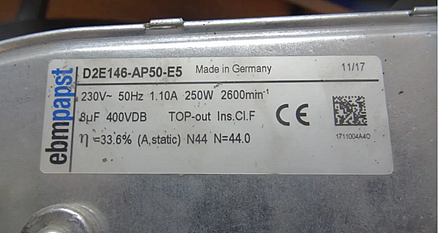 ebmpapst
D2E146-AP50-E5 Made in Germany 11/17
230V~ 50Hz 1.10A 250W 2600min⁻¹
8µF 400VDB TOP-out Ins.Cl.F CE
η =33.6% (A,static) N44 N=44.0
1711004A4O